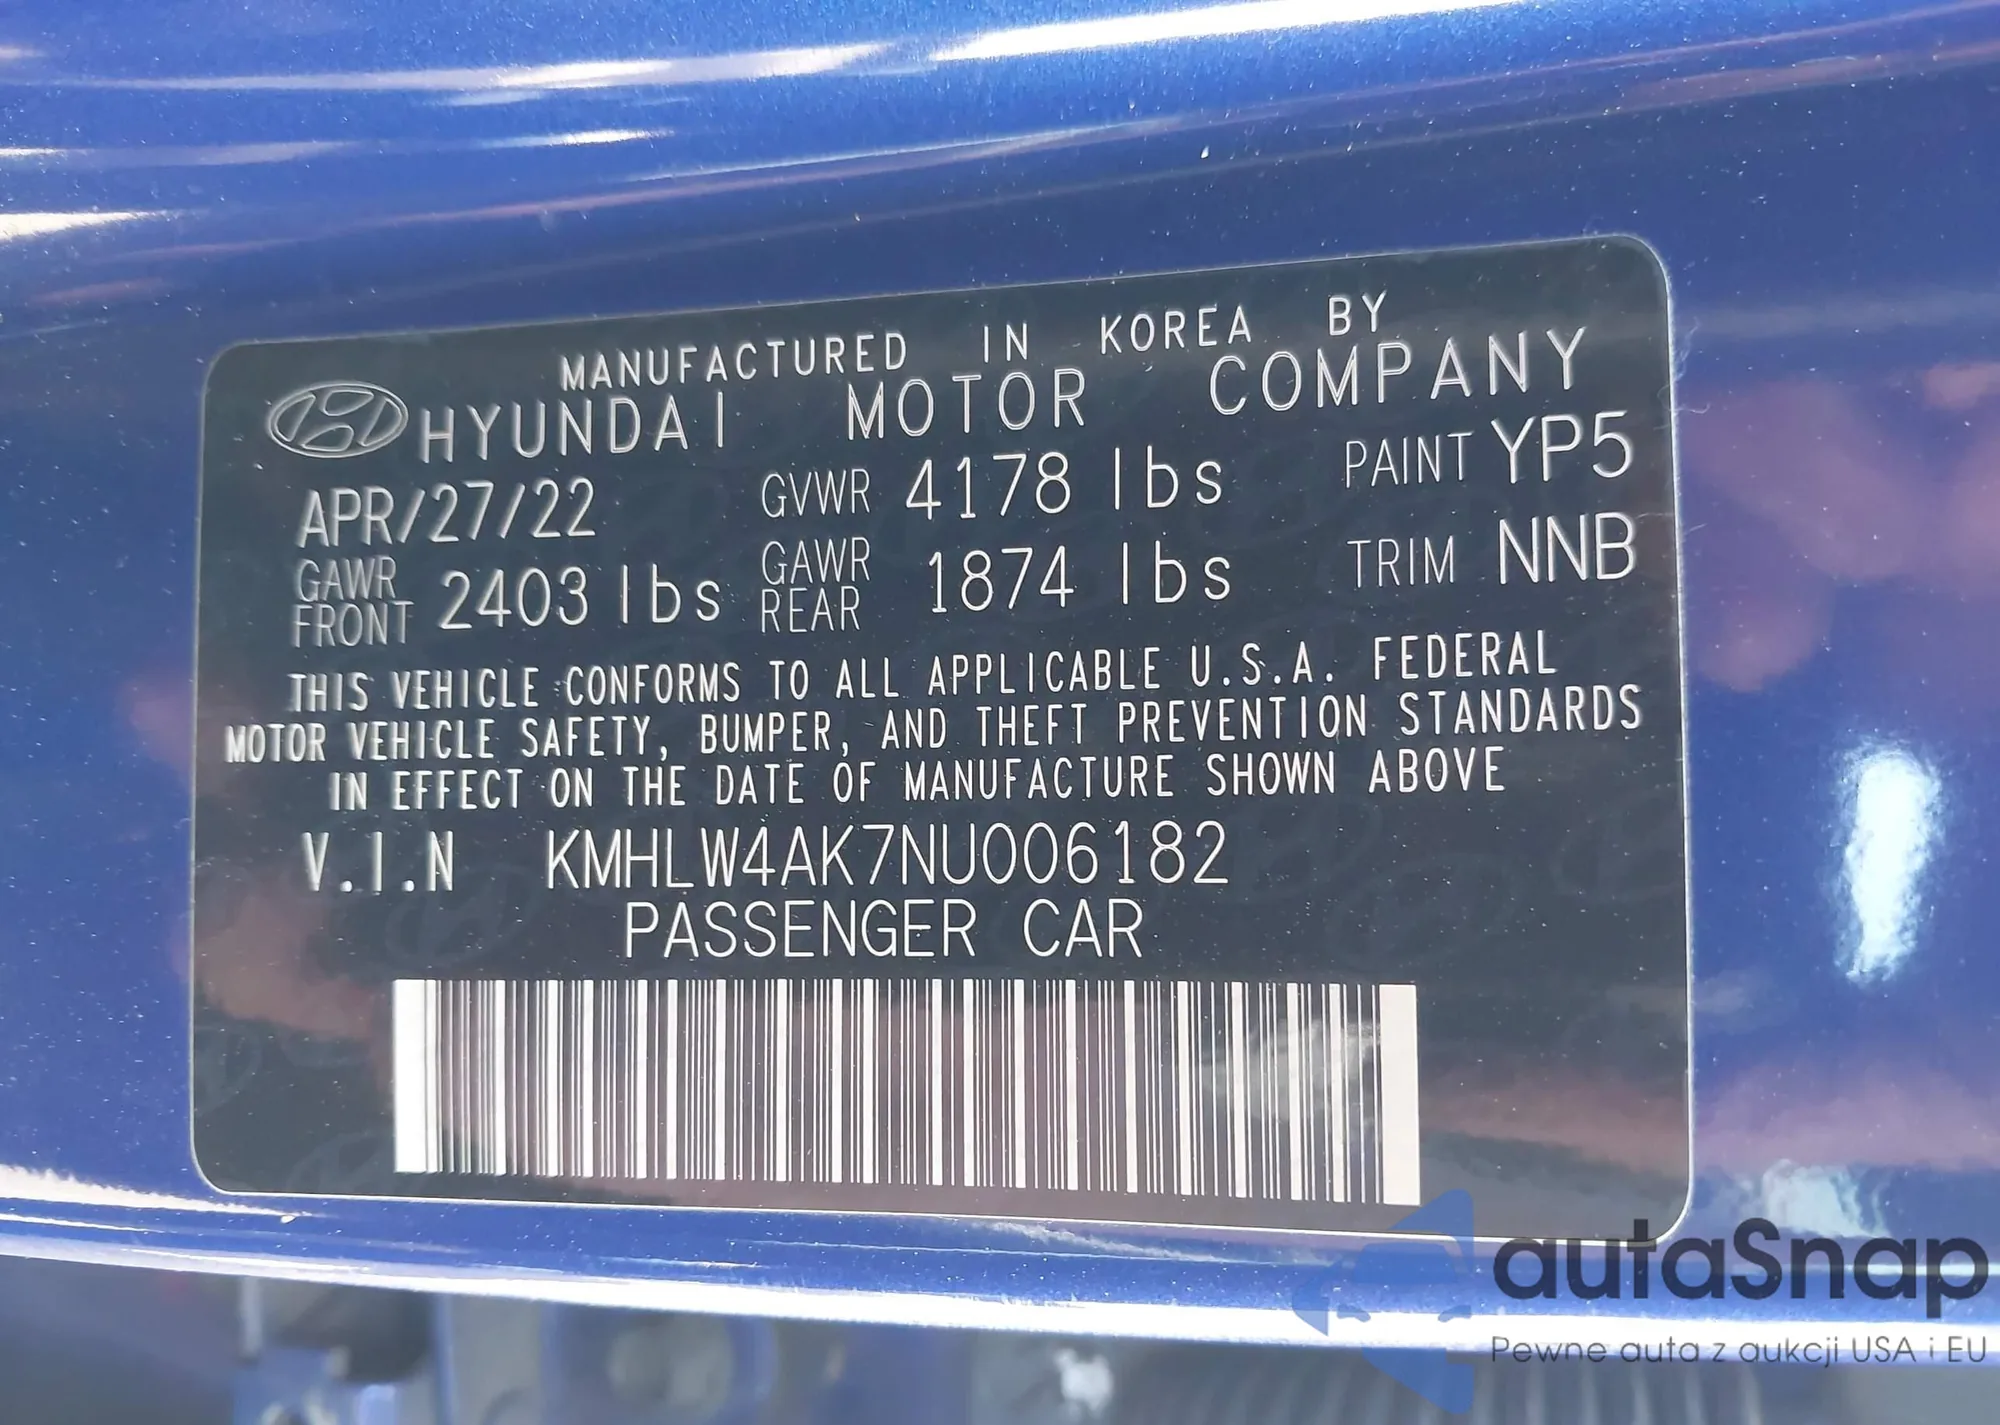 MANUFACTURED IN KOREA BY
HYUNDAI MOTOR COMPANY
APR/27/22 GVWR 4178 lbs PAINT YP5
GAWR FRONT 2403 lbs GAWR REAR 1874 lbs TRIM NNB
THIS VEHICLE CONFORMS TO ALL APPLICABLE U.S.A. FEDERAL
MOTOR VEHICLE SAFETY, BUMPER, AND THEFT PREVENTION STANDARDS
IN EFFECT ON THE DATE OF MANUFACTURE SHOWN ABOVE
V.I.N KMHLW4AK7NU006182
PASSENGER CAR
autaSnap
Pewne auta z aukcji USA i EU